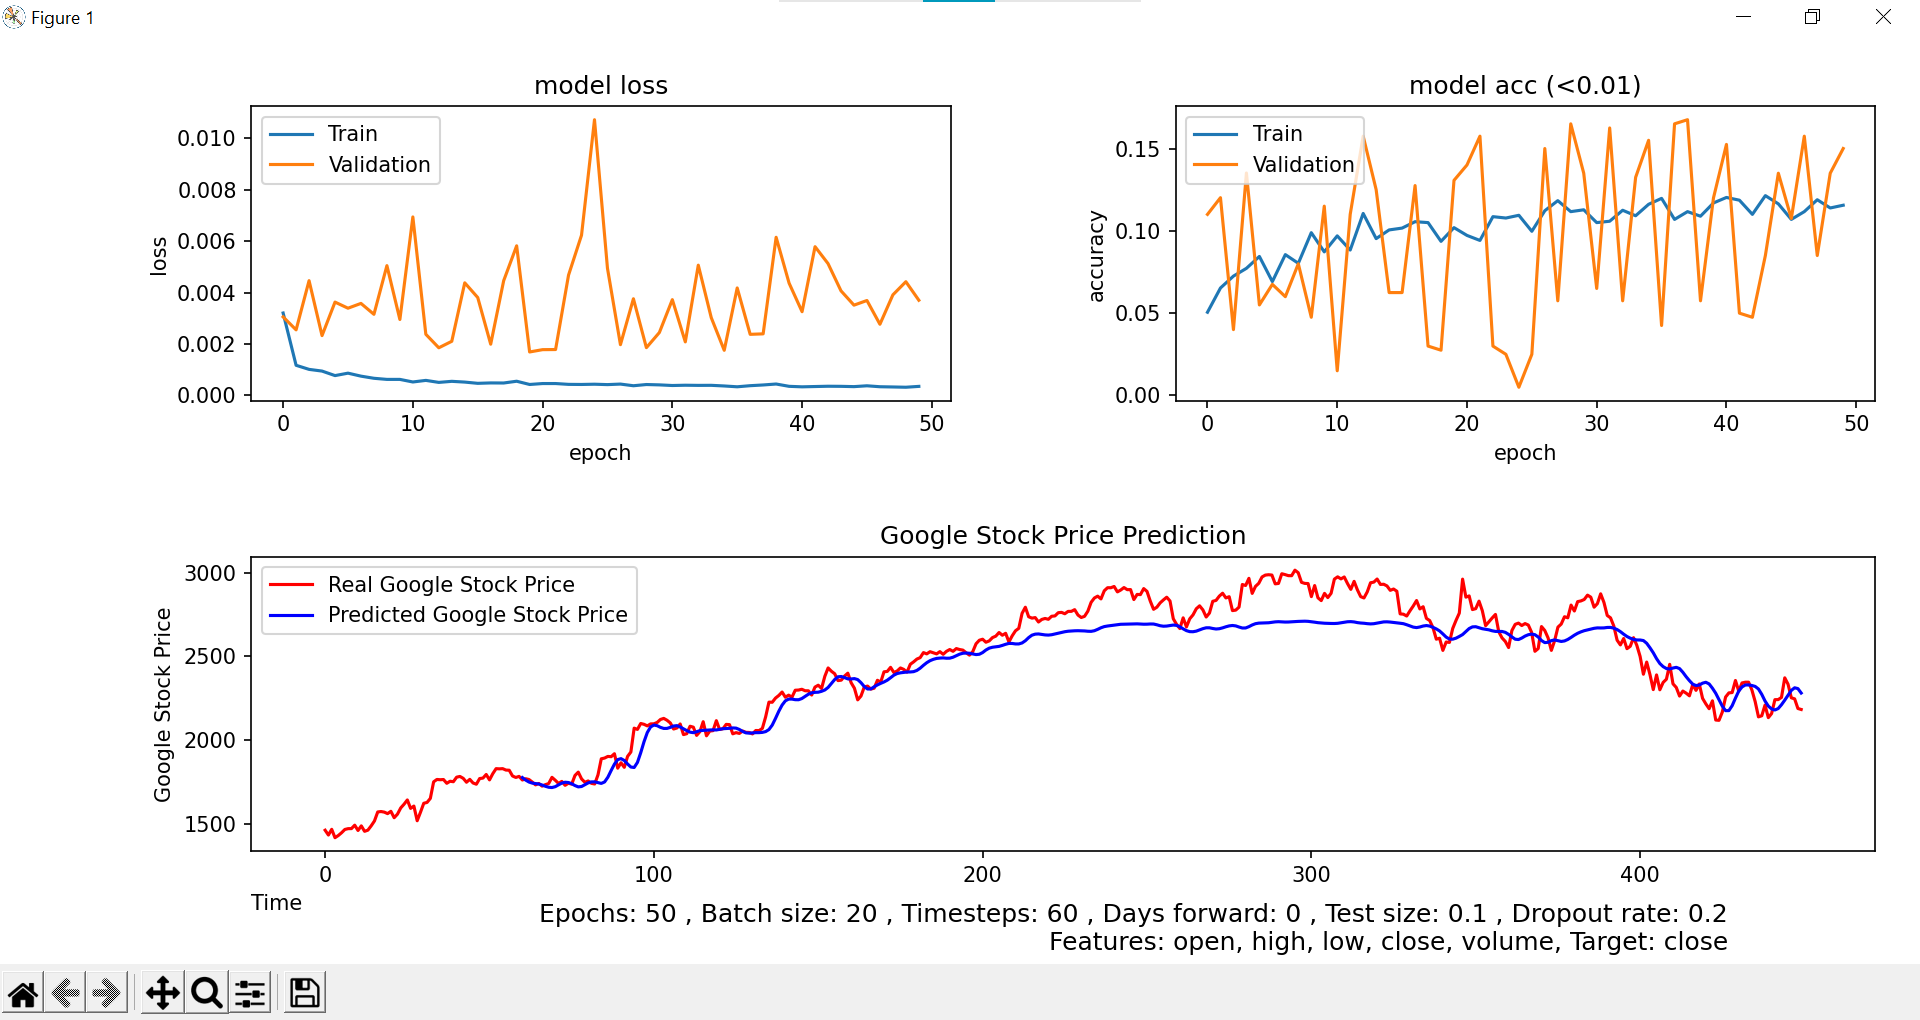 Figure 1
model loss
Train
Validation
0.010
0.008
0.006
0.004
0.002
0.000
loss
0 10 20 30 40 50
epoch
model acc (<0.01)
Train
Validation
0.15
0.10
0.05
0.00
accuracy
0 10 20 30 40 50
epoch
Google Stock Price Prediction
Real Google Stock Price
Predicted Google Stock Price
3000
2500
2000
1500
Google Stock Price
0 100 200 300 400
Time
Epochs: 50 , Batch size: 20 , Timesteps: 60 , Days forward: 0 , Test size: 0.1 , Dropout rate: 0.2
Features: open, high, low, close, volume, Target: close